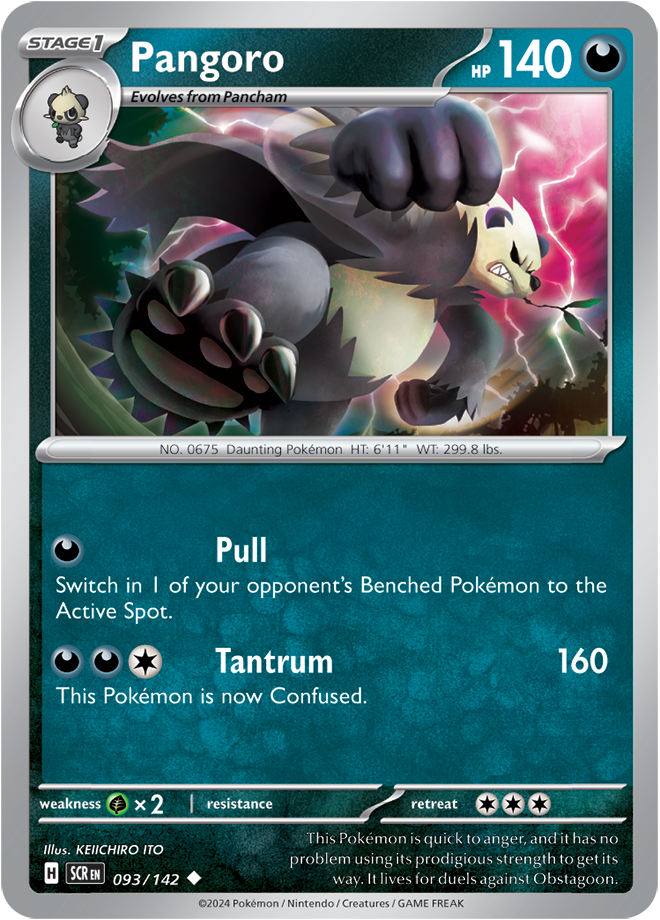 STAGE1
Pangoro
HP 140
Evolves from Pancham
NO. 0675 Daunting Pokémon HT: 6'11" WT: 299.8 lbs.
Pull
Switch in 1 of your opponent's Benched Pokémon to the
Active Spot.
Tantrum 160
This Pokémon is now Confused.
weakness ×2 resistance retreat
Illus. KEIICHIRO ITO
H SCR EN 093/142
This Pokémon is quick to anger, and it has no
problem using its prodigious strength to get its
way. It lives for duels against Obstagoon.
©2024 Pokémon / Nintendo / Creatures / GAME FREAK